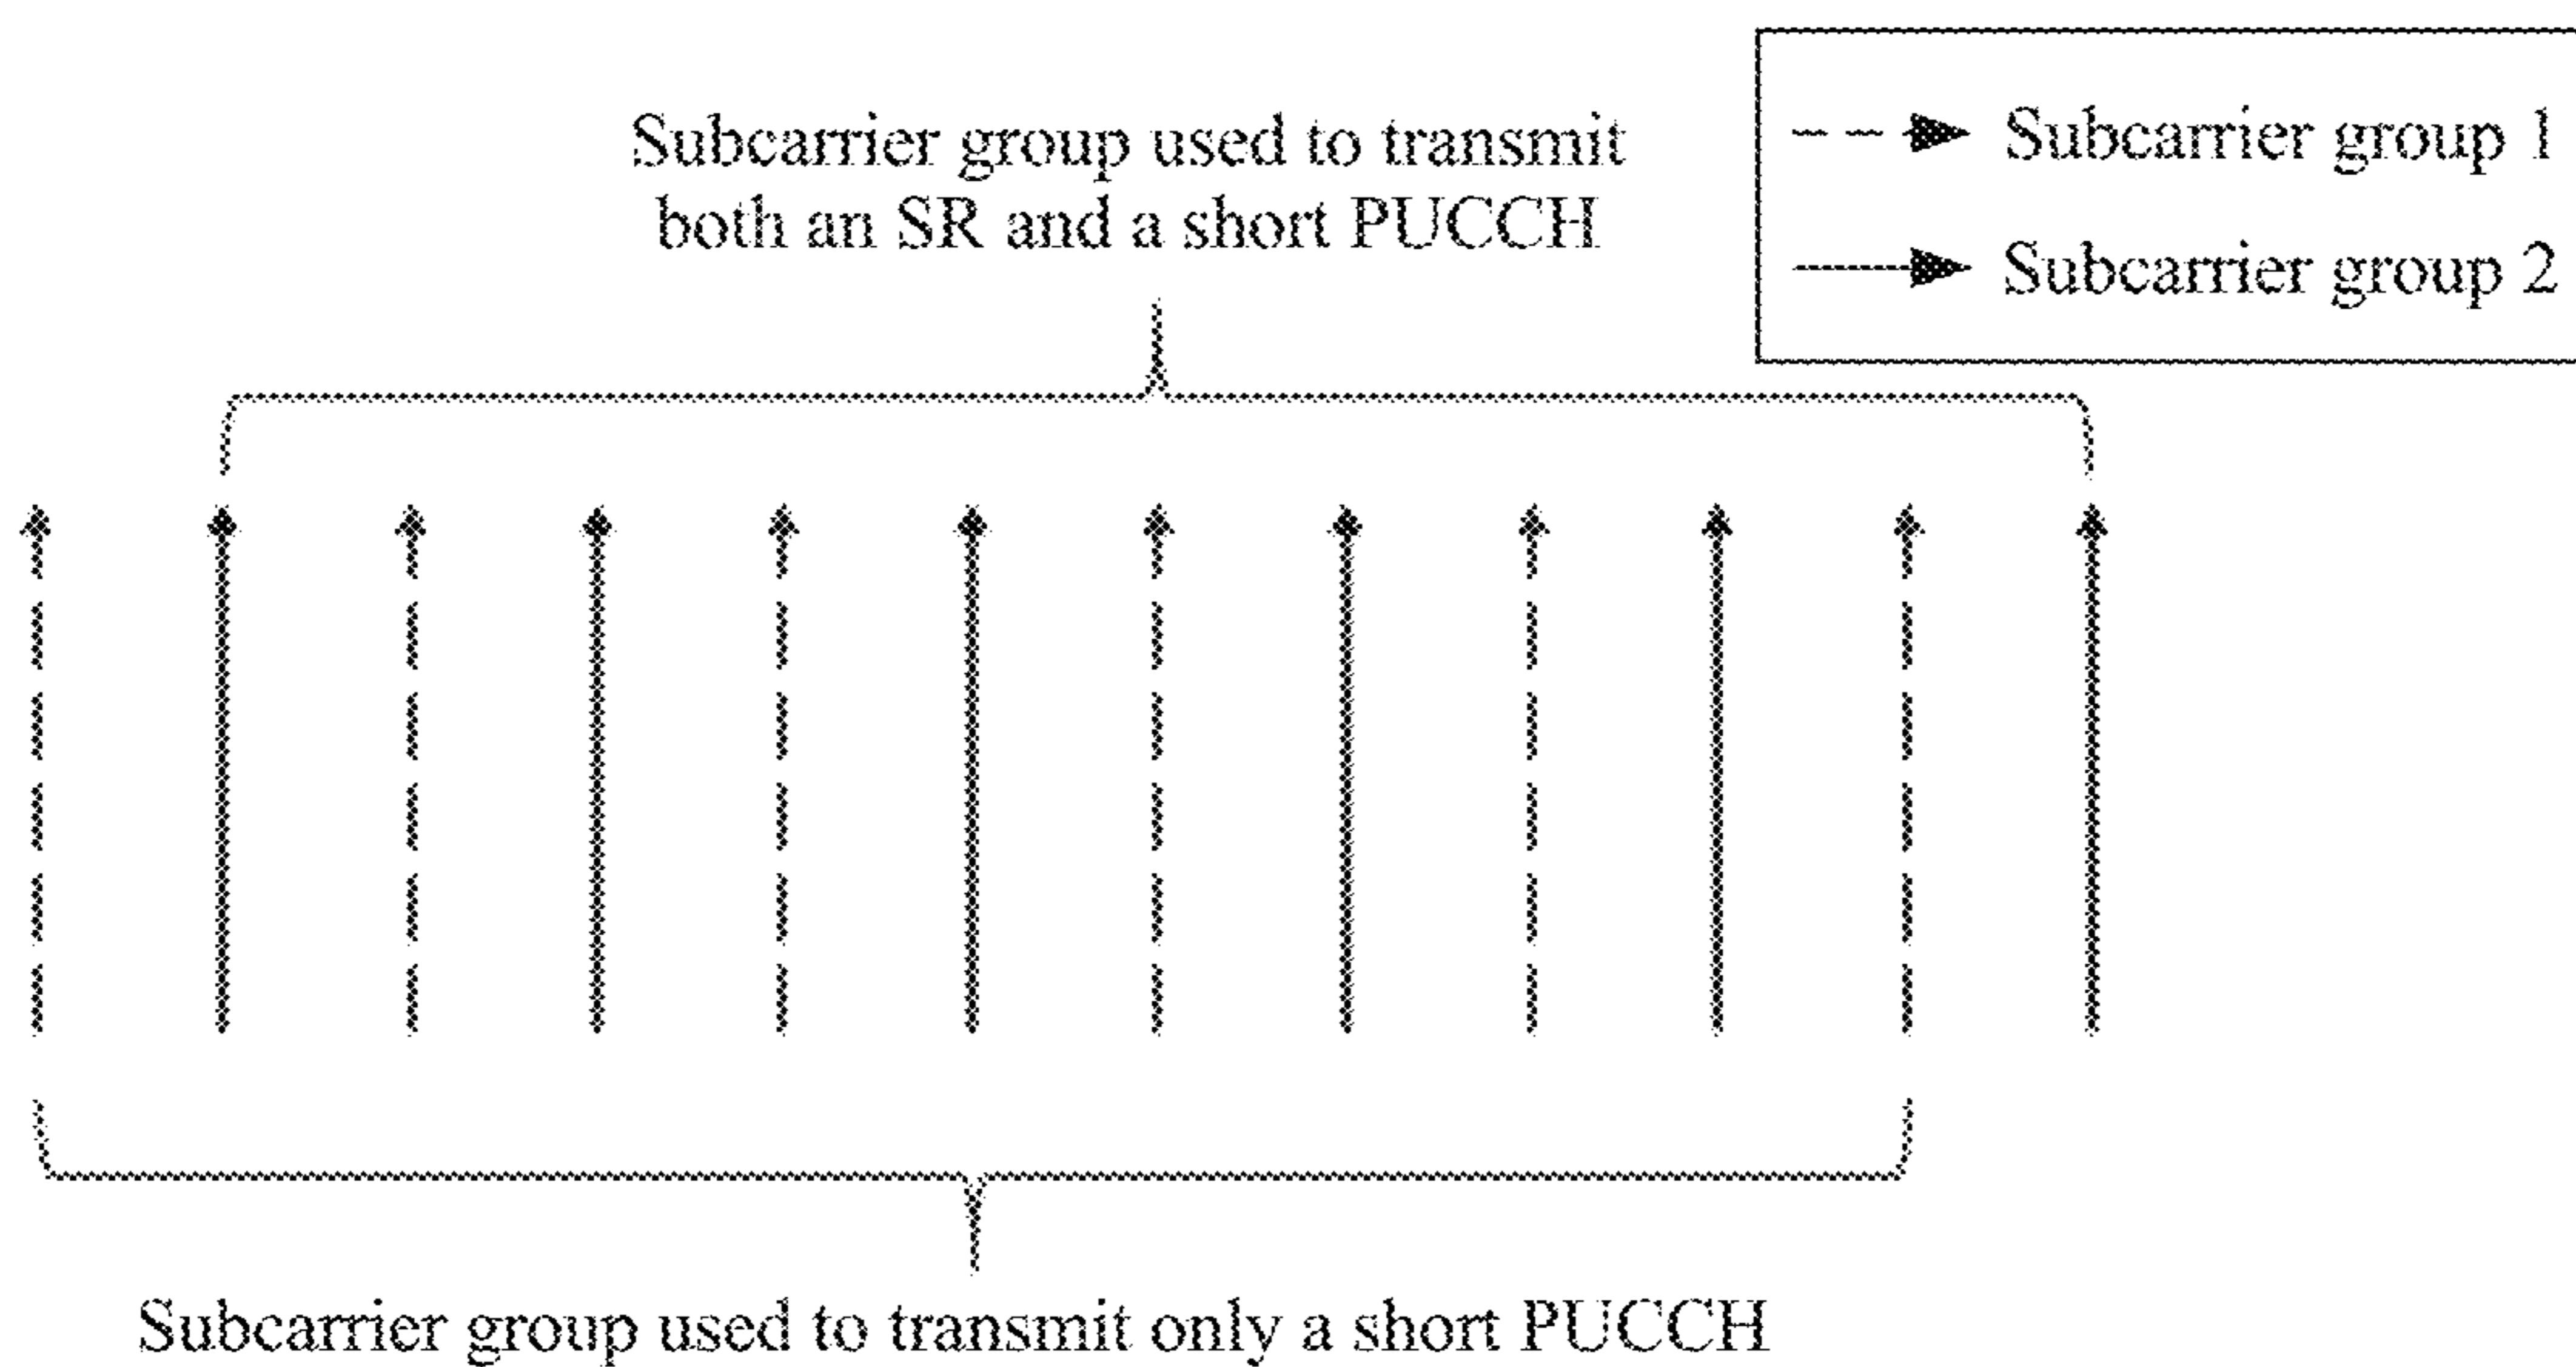 Subcarrier group used to transmit
both an SR and a short PUCCH
Subcarrier group 1
Subcarrier group 2
Subcarrier group used to transmit only a short PUCCH